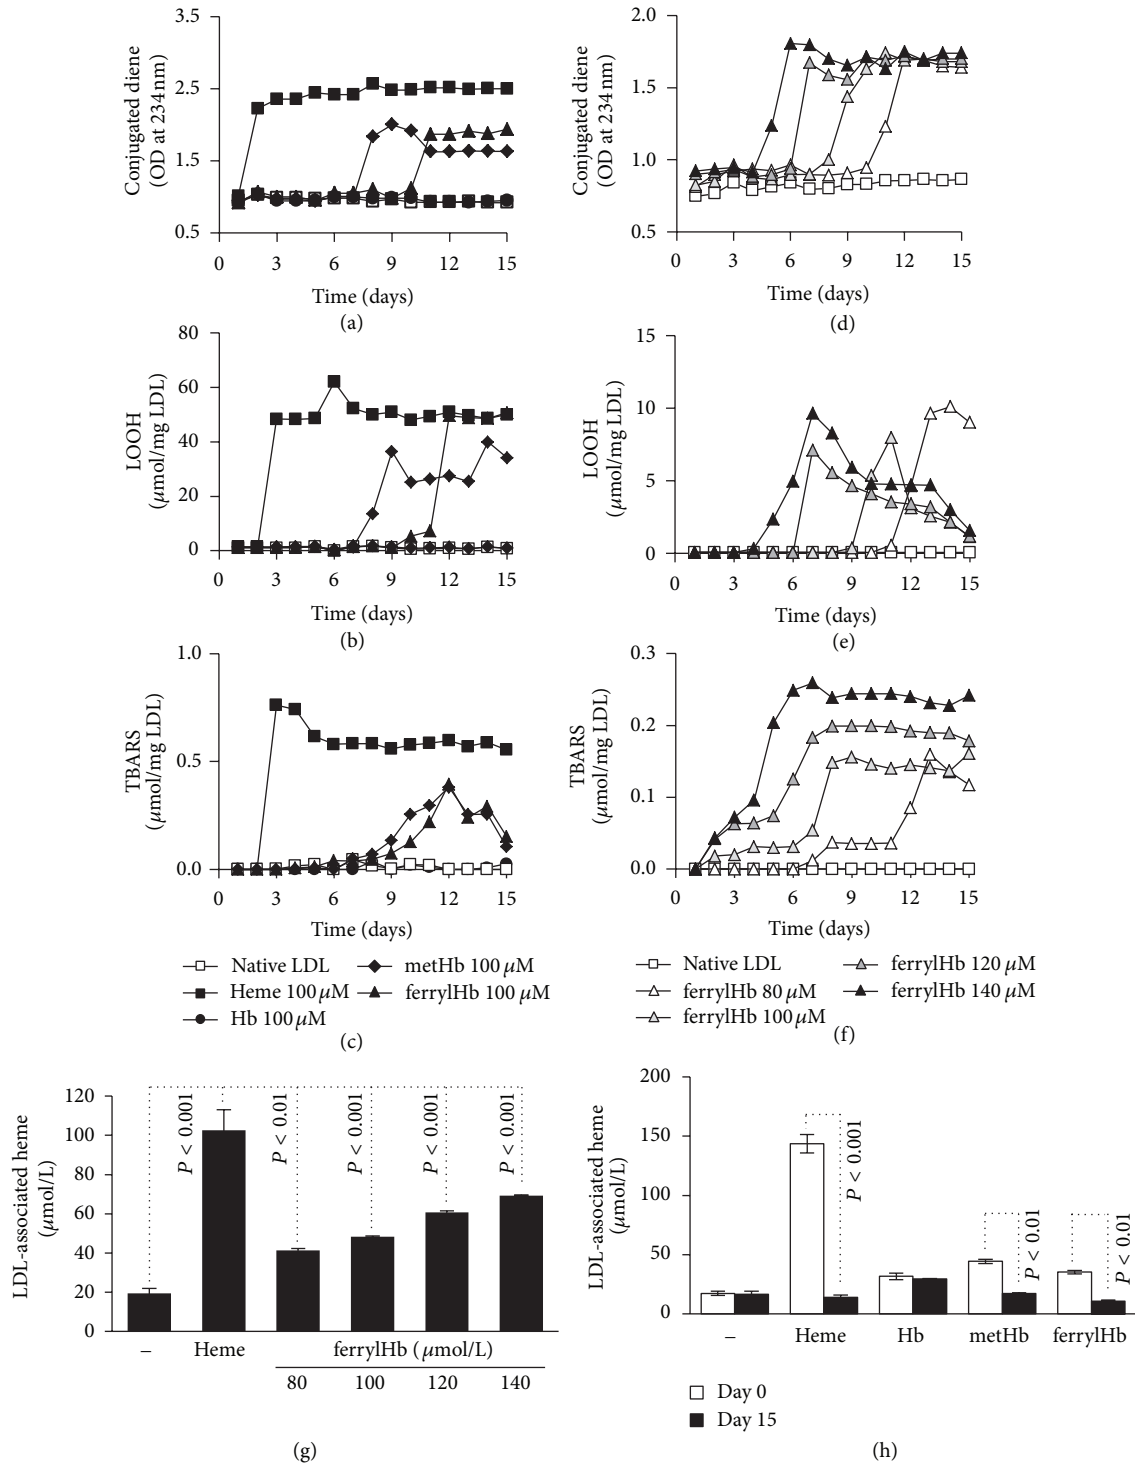 3.5
2.5
1.5
0.5
Conjugated diene
(OD at 234 nm)
0 3 6 9 12 15
Time (days)
(a)
2.0
1.5
1.0
0.5
Conjugated diene
(OD at 234 nm)
0 3 6 9 12 15
Time (days)
(d)
80
60
40
20
0
LOOH
(μmol/mg LDL)
0 3 6 9 12 15
Time (days)
(b)
15
10
5
0
LOOH
(μmol/mg LDL)
0 3 6 9 12 15
Time (days)
(e)
1.0
0.5
0.0
TBARS
(μmol/mg LDL)
0 3 6 9 12 15
Time (days)
Native LDL
Heme 100 μM
Hb 100 μM
metHb 100 μM
ferrylHb 100 μM
(c)
0.3
0.2
0.1
0.0
TBARS
(μmol/mg LDL)
0 3 6 9 12 15
Time (days)
Native LDL
ferrylHb 80 μM
ferrylHb 100 μM
ferrylHb 120 μM
ferrylHb 140 μM
(f)
120
100
80
60
40
20
0
LDL-associated heme
(μmol/L)
P < 0.001
P < 0.01
P < 0.001
P < 0.001
P < 0.001
– Heme ferrylHb (μmol/L)
80 100 120 140
(g)
200
150
100
50
0
LDL-associated heme
(μmol/L)
P < 0.001
P < 0.01
P < 0.01
– Heme Hb metHb ferrylHb
Day 0
Day 15
(h)